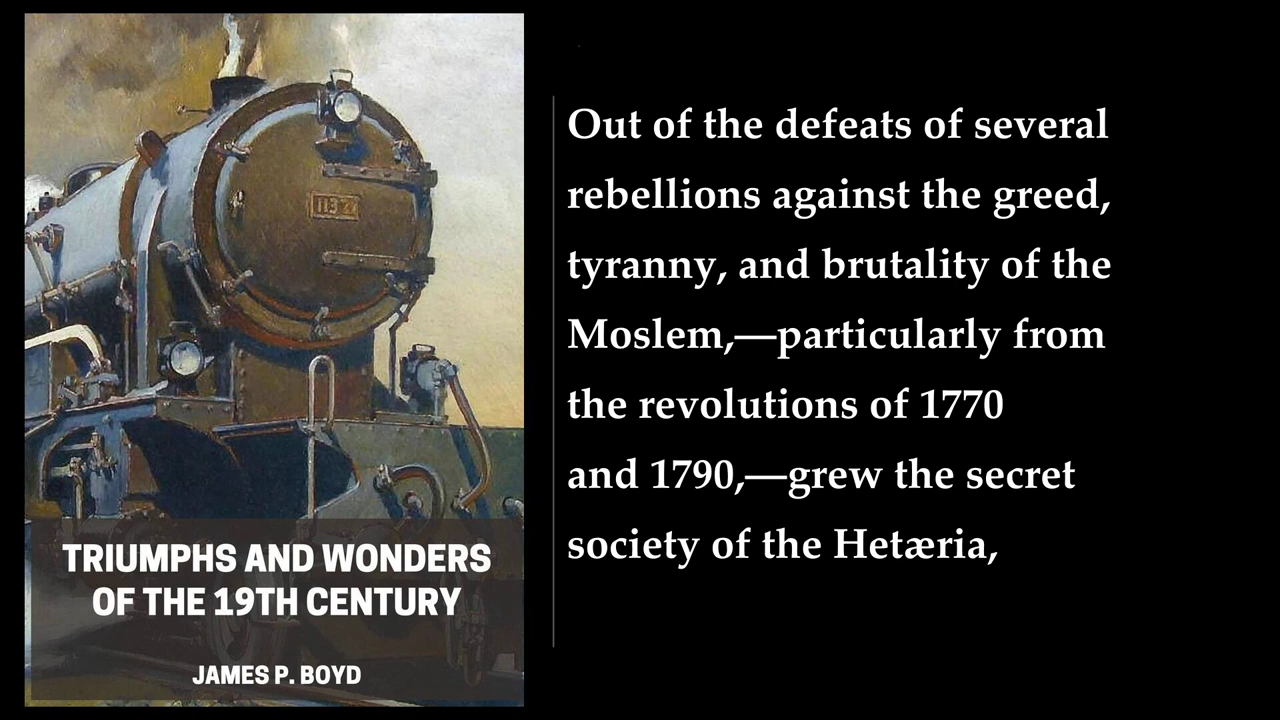 TRIUMPHS AND WONDERS
OF THE 19TH CENTURY
JAMES P. BOYD
Out of the defeats of several
rebellions against the greed,
tyranny, and brutality of the
Moslem,—particularly from
the revolutions of 1770
and 1790,—grew the secret
society of the Hetæria,